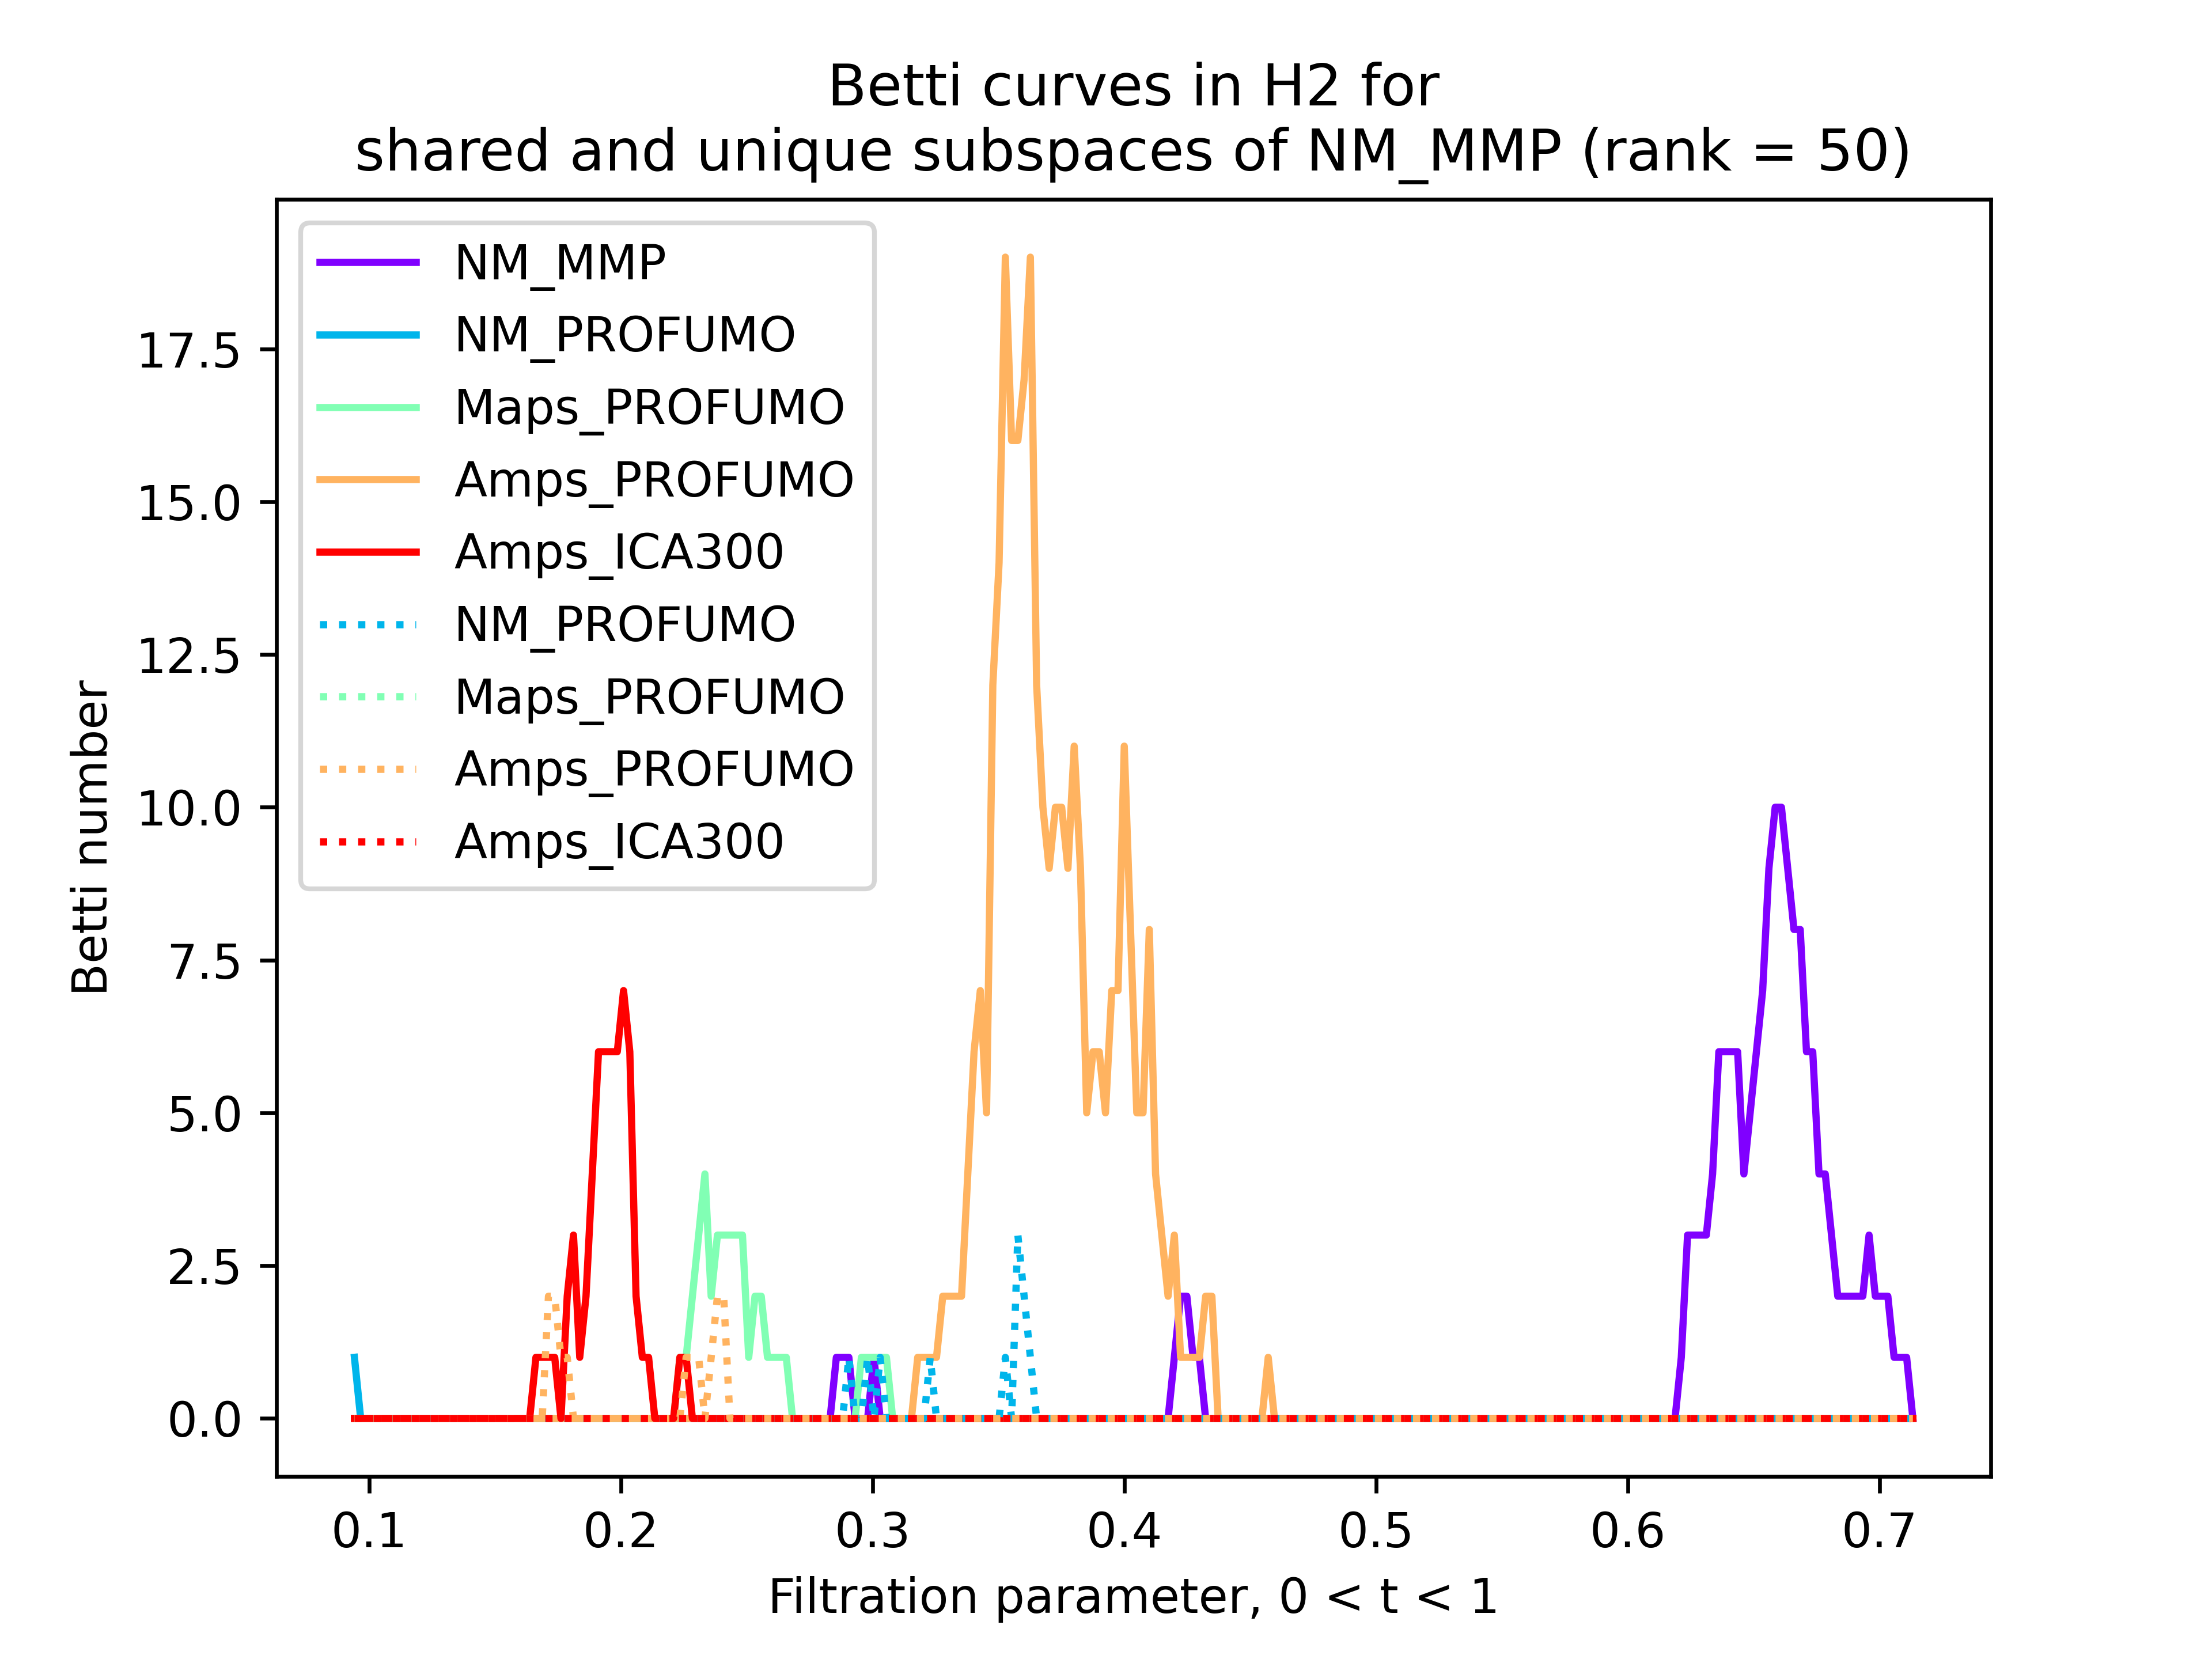 Betti curves in H2 for
shared and unique subspaces of NM_MMP (rank = 50)
NM_MMP
NM_PROFUMO
Maps_PROFUMO
Amps_PROFUMO
Amps_ICA300
NM_PROFUMO
Maps_PROFUMO
Amps_PROFUMO
Amps_ICA300
17.5
15.0
12.5
10.0
7.5
5.0
2.5
0.0
Betti number
0.1 0.2 0.3 0.4 0.5 0.6 0.7
Filtration parameter, 0 < t < 1